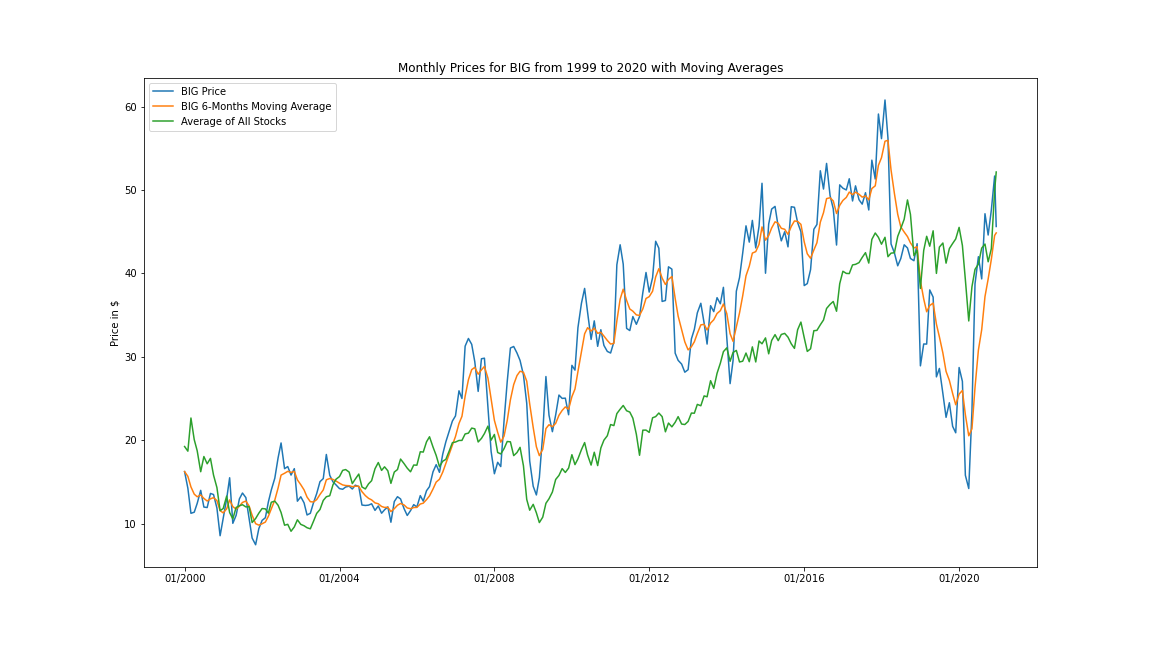 Monthly Prices for BIG from 1999 to 2020 with Moving Averages
BIG Price
BIG 6-Months Moving Average
Average of All Stocks
Price in $
60
50
40
30
20
10
01/2000
01/2004
01/2008
01/2012
01/2016
01/2020